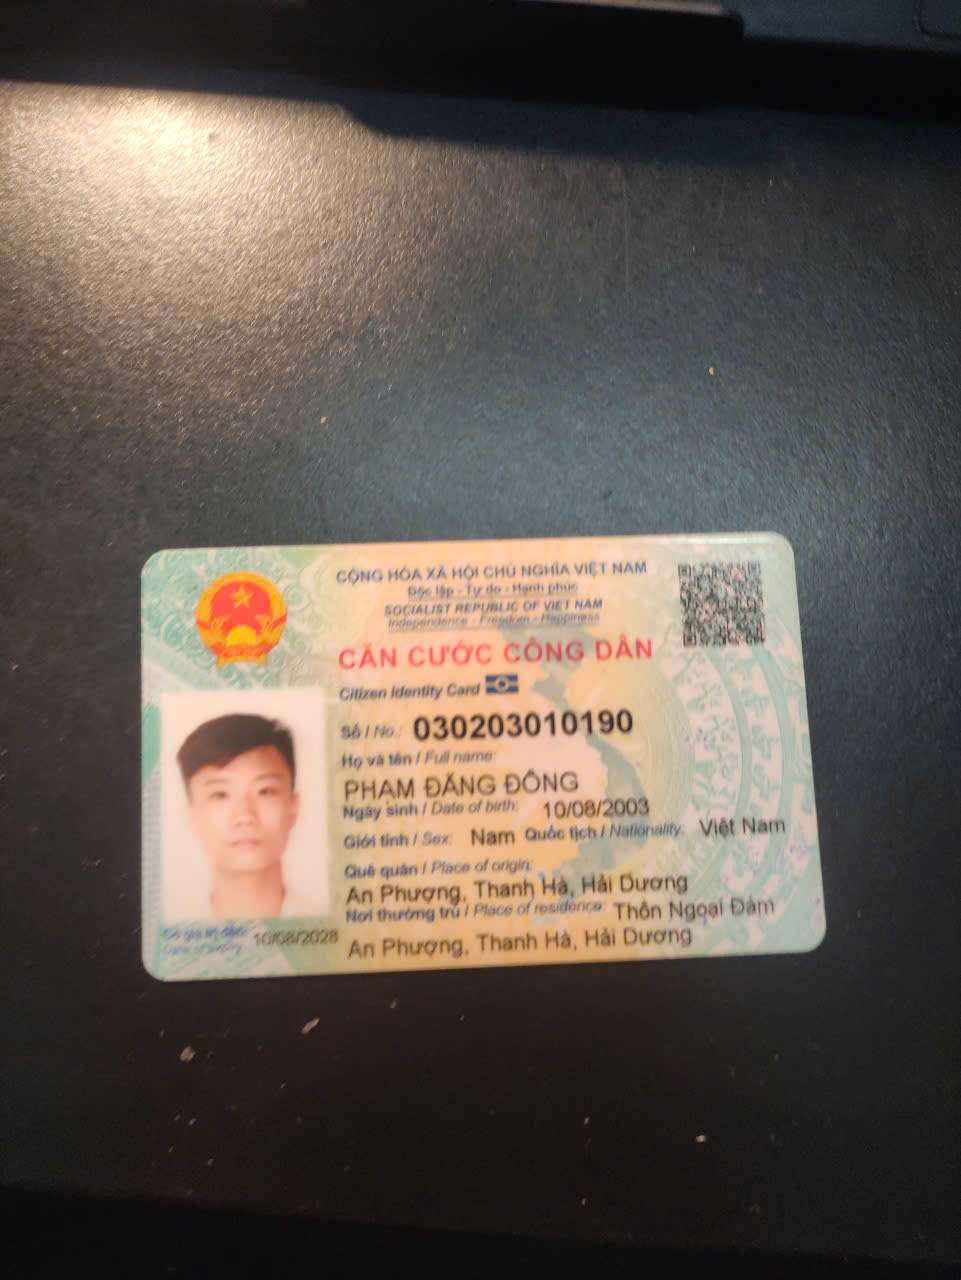 CỘNG HÒA XÃ HỘI CHỦ NGHĨA VIỆT NAM
Độc lập - Tự do - Hạnh phúc
SOCIALIST REPUBLIC OF VIET NAM
Independence - Freedom - Happiness
CĂN CƯỚC CÔNG DÂN
Citizen Identity Card
Số / No.: 030203010190
Họ và tên / Full name:
PHẠM ĐĂNG ĐÔNG
Ngày sinh / Date of birth: 10/08/2003
Giới tính / Sex: Nam Quốc tịch / Nationality: Việt Nam
Quê quán / Place of origin:
An Phượng, Thanh Hà, Hải Dương
Nơi thường trú / Place of residence: Thôn Ngoại Đàm
An Phượng, Thanh Hà, Hải Dương
Có giá trị đến: 10/08/2028
Date of expiry